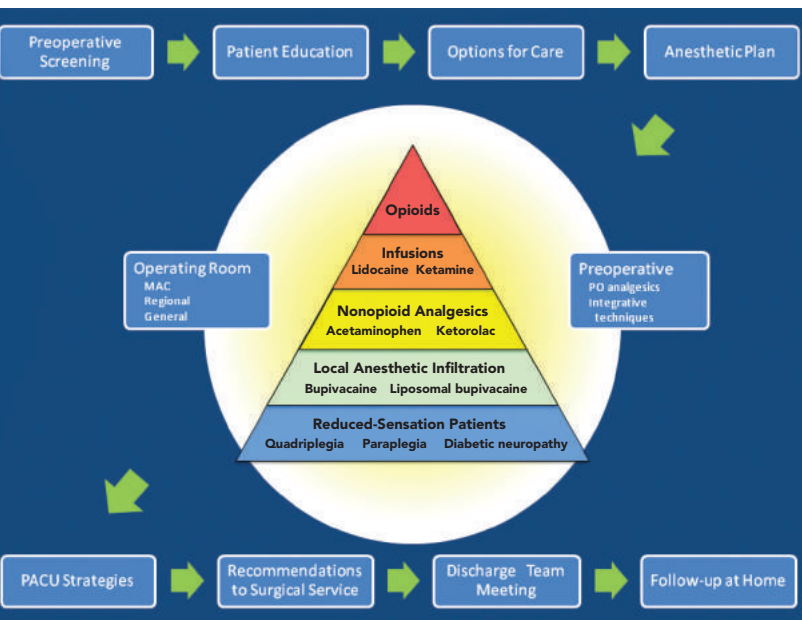 Preoperative
Screening
Patient Education
Options for Care
Anesthetic Plan
Opioids
Infusions
Lidocaine Ketamine
Nonopioid Analgesics
Acetaminophen Ketorolac
Local Anesthetic Infiltration
Bupivacaine Liposomal bupivacaine
Reduced-Sensation Patients
Quadriplegia Paraplegia Diabetic neuropathy
Operating Room
MAC
Regional
General
Preoperative
PO analgesics
Integrative
techniques
PACU Strategies
Recommendations
to Surgical Service
Discharge Team
Meeting
Follow-up at Home